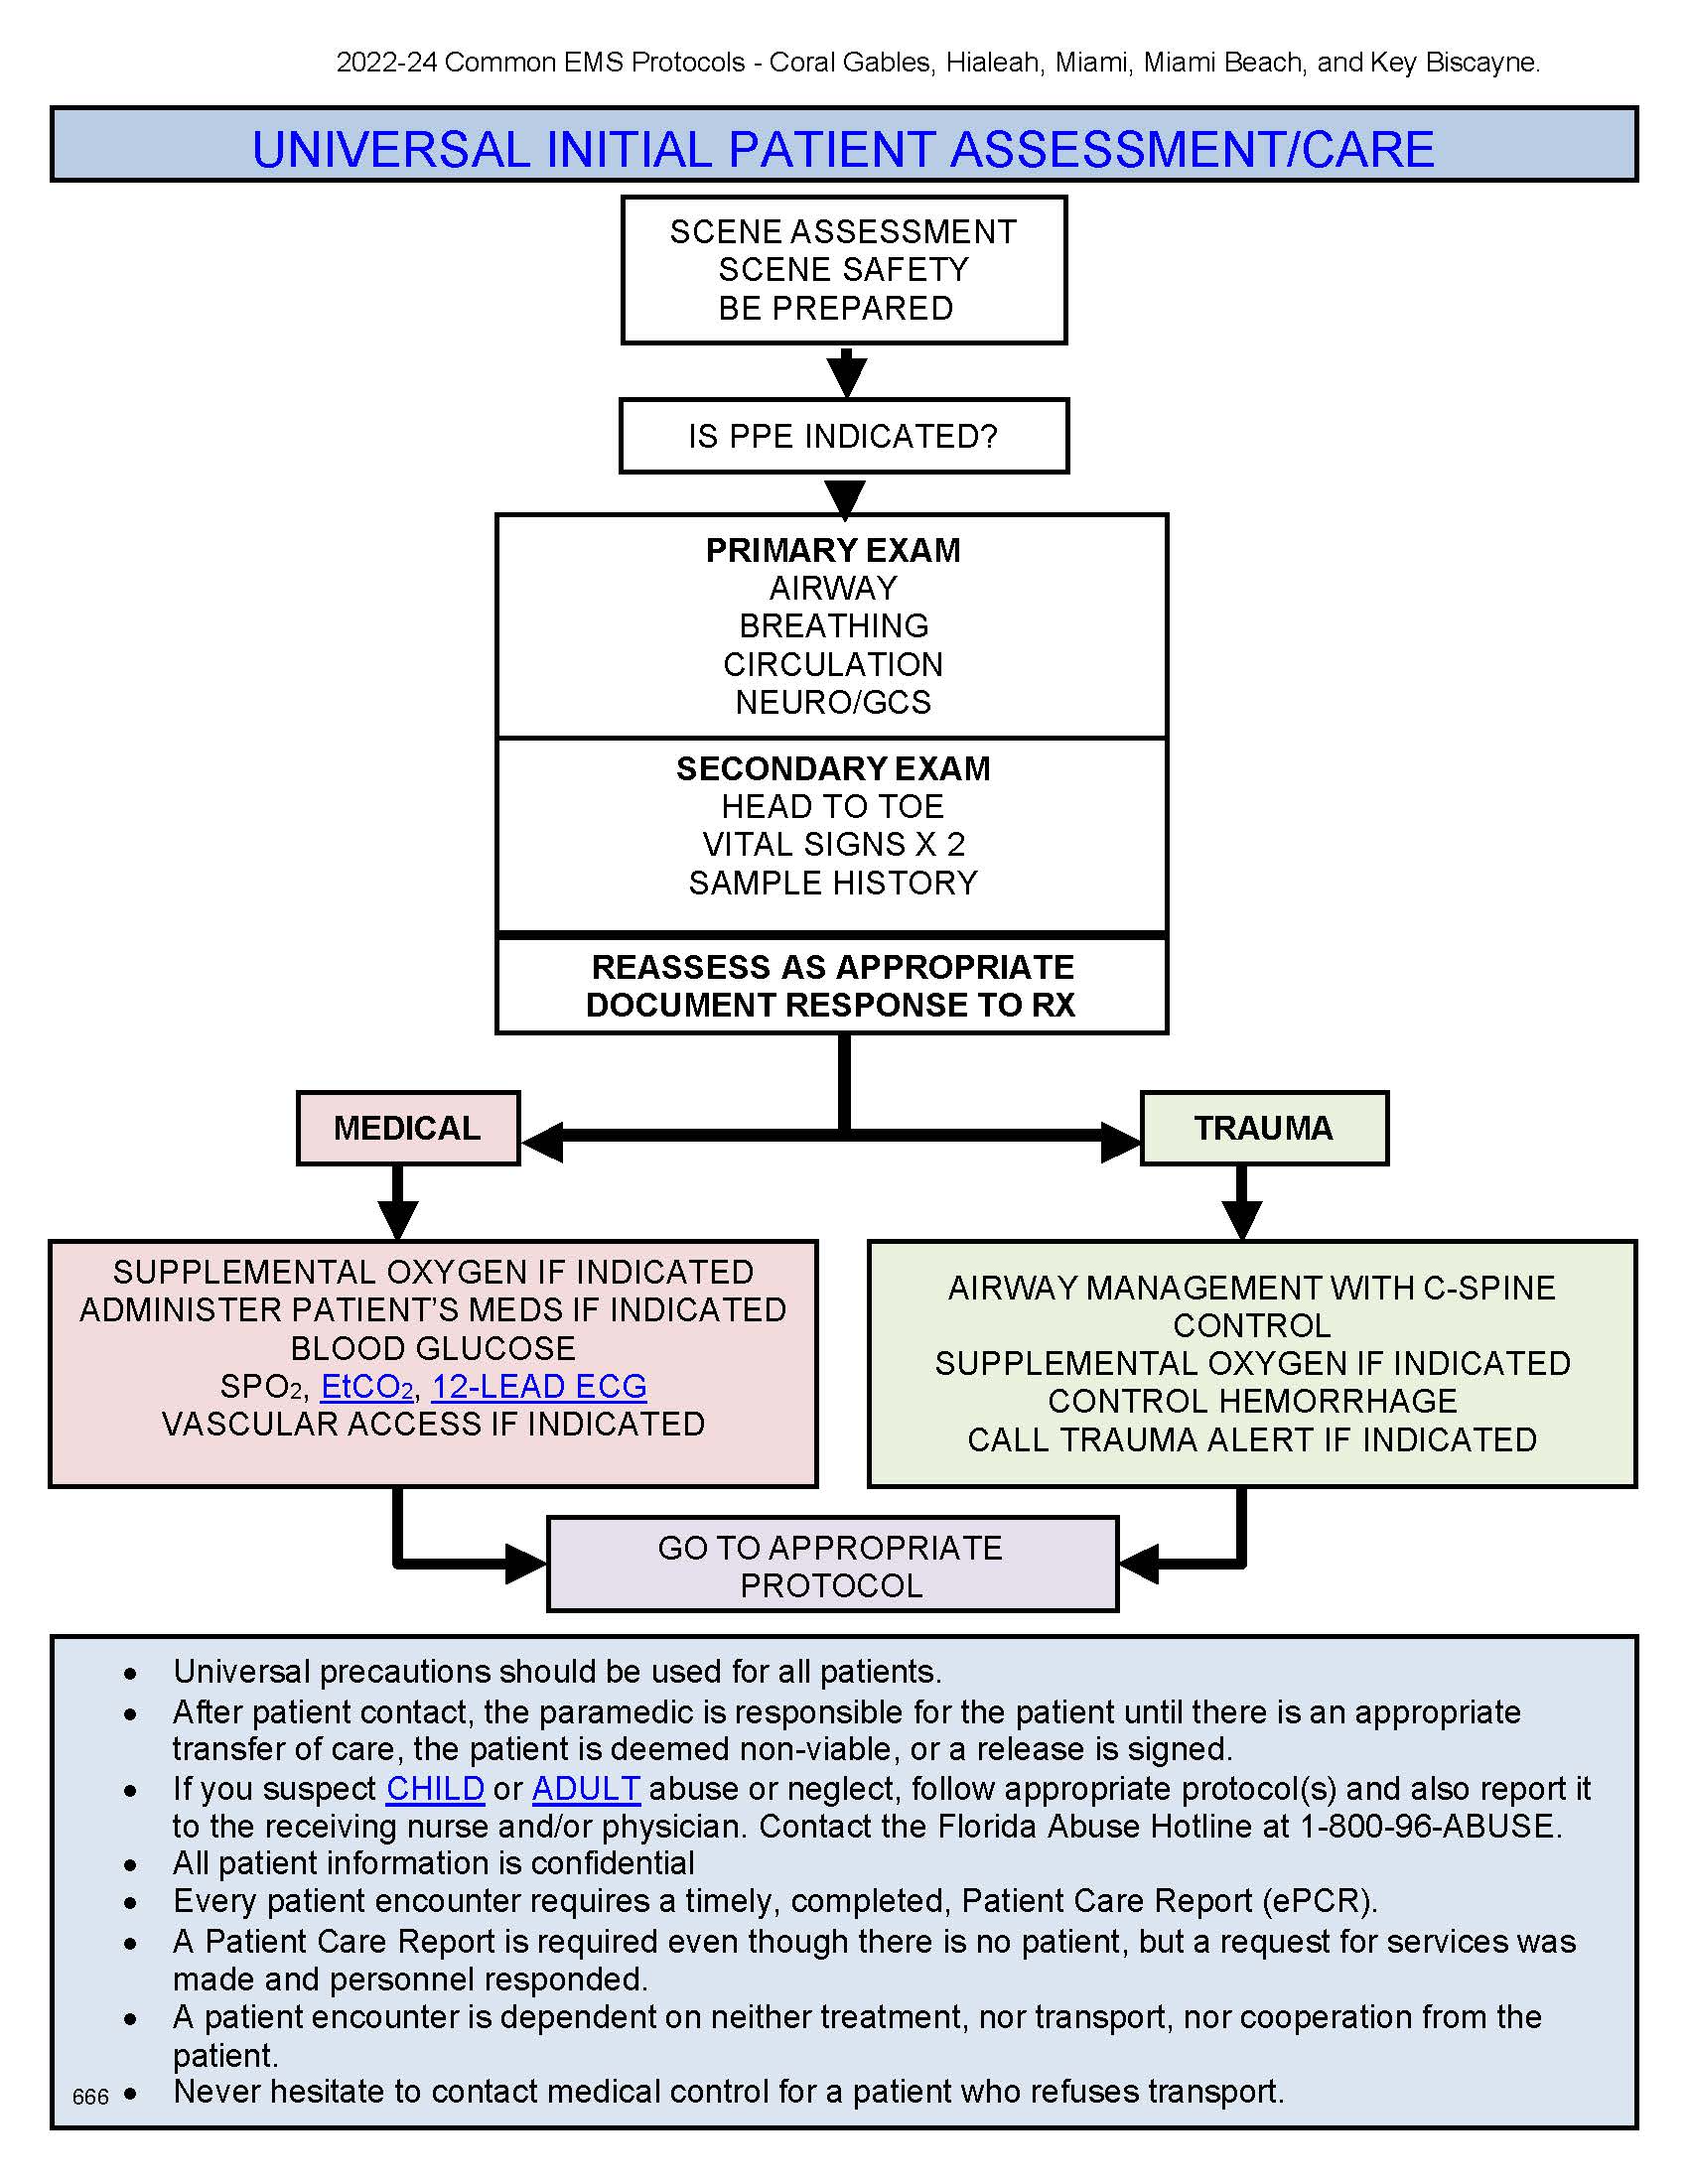 2022-24 Common EMS Protocols - Coral Gables, Hialeah, Miami, Miami Beach, and Key Biscayne.
UNIVERSAL INITIAL PATIENT ASSESSMENT/CARE
SCENE ASSESSMENT
SCENE SAFETY
BE PREPARED
IS PPE INDICATED?
PRIMARY EXAM
AIRWAY
BREATHING
CIRCULATION
NEURO/GCS
SECONDARY EXAM
HEAD TO TOE
VITAL SIGNS X 2
SAMPLE HISTORY
REASSESS AS APPROPRIATE
DOCUMENT RESPONSE TO RX
MEDICAL
SUPPLEMENTAL OXYGEN IF INDICATED
ADMINISTER PATIENT'S MEDS IF INDICATED
BLOOD GLUCOSE
SPO₂, EtCO₂, 12-LEAD ECG
VASCULAR ACCESS IF INDICATED
TRAUMA
AIRWAY MANAGEMENT WITH C-SPINE
CONTROL
SUPPLEMENTAL OXYGEN IF INDICATED
CONTROL HEMORRHAGE
CALL TRAUMA ALERT IF INDICATED
GO TO APPROPRIATE
PROTOCOL
• Universal precautions should be used for all patients.
• After patient contact, the paramedic is responsible for the patient until there is an appropriate
transfer of care, the patient is deemed non-viable, or a release is signed.
• If you suspect CHILD or ADULT abuse or neglect, follow appropriate protocol(s) and also report it
to the receiving nurse and/or physician. Contact the Florida Abuse Hotline at 1-800-96-ABUSE.
• All patient information is confidential
• Every patient encounter requires a timely, completed, Patient Care Report (ePCR).
• A Patient Care Report is required even though there is no patient, but a request for services was
made and personnel responded.
• A patient encounter is dependent on neither treatment, nor transport, nor cooperation from the
patient.
• Never hesitate to contact medical control for a patient who refuses transport.
666